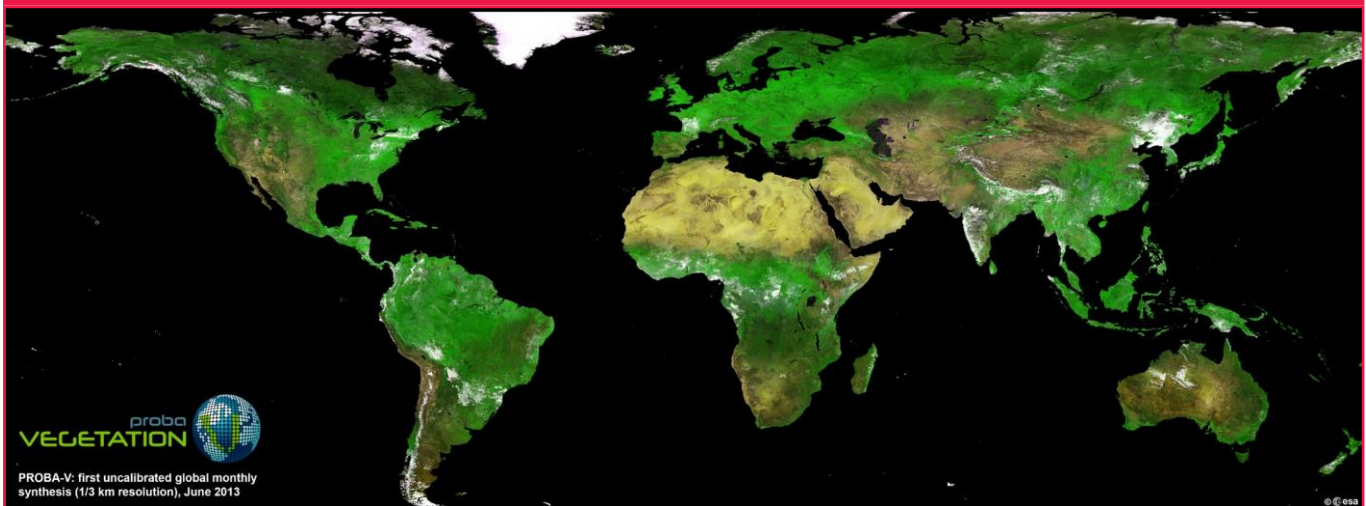 proba
VEGETATION
PROBA-V: first uncalibrated global monthly
synthesis (1/3 km resolution), June 2013
© esa